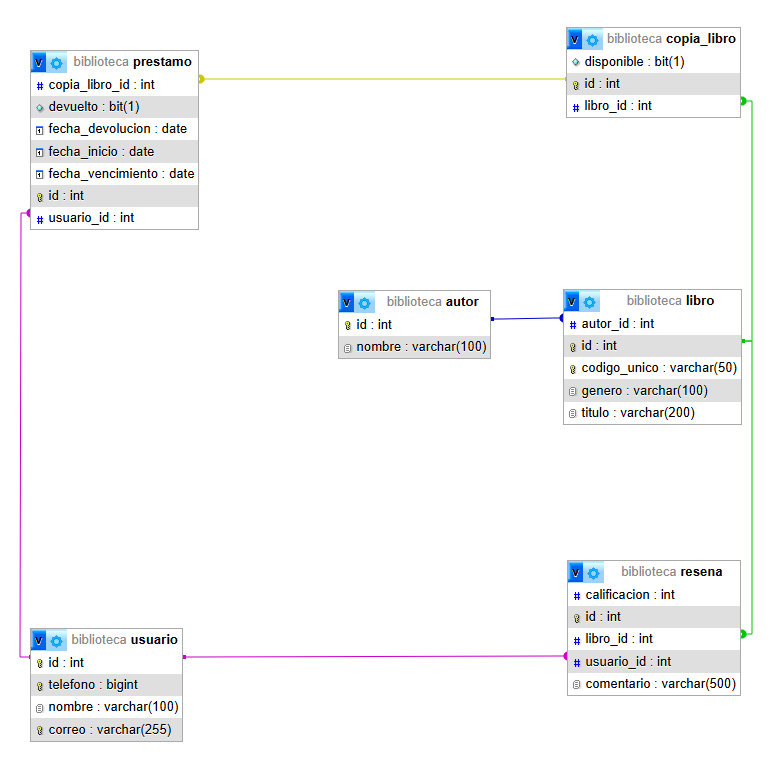 biblioteca prestamo
# copia_libro_id : int
devuelto : bit(1)
fecha_devolucion : date
fecha_inicio : date
fecha_vencimiento : date
id : int
# usuario_id : int
biblioteca copia_libro
disponible : bit(1)
id : int
# libro_id : int
biblioteca autor
id : int
nombre : varchar(100)
biblioteca libro
# autor_id : int
id : int
codigo_unico : varchar(50)
genero : varchar(100)
titulo : varchar(200)
biblioteca usuario
id : int
telefono : bigint
nombre : varchar(100)
correo : varchar(255)
biblioteca resena
# calificacion : int
id : int
# libro_id : int
# usuario_id : int
comentario : varchar(500)